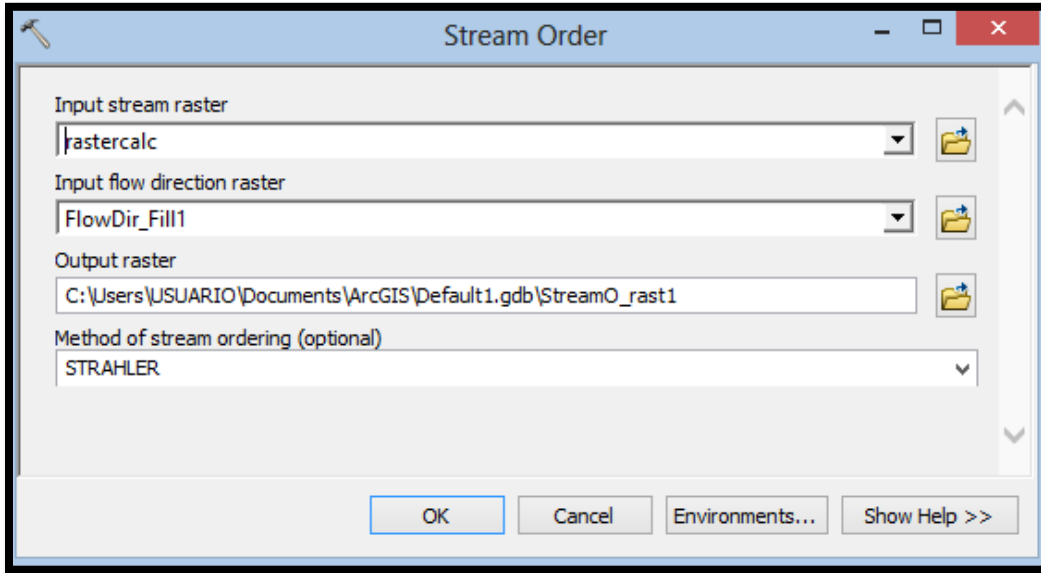 Stream Order
Input stream raster
rastercalc
Input flow direction raster
FlowDir_Fill1
Output raster
C:\Users\USUARIO\Documents\ArcGIS\Default1.gdb\StreamO_rast1
Method of stream ordering (optional)
STRAHLER
OK Cancel Environments... Show Help >>